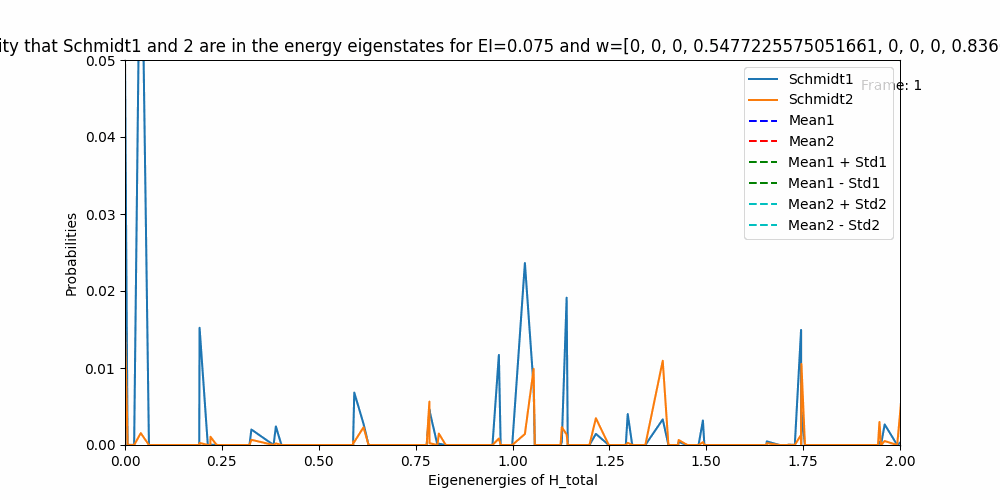 ity that Schmidt1 and 2 are in the energy eigenstates for EI=0.075 and w=[0, 0, 0, 0.5477225575051661, 0, 0, 0, 0.836
Frame: 1
Schmidt1
Schmidt2
Mean1
Mean2
Mean1 + Std1
Mean1 - Std1
Mean2 + Std2
Mean2 - Std2
Probabilities
0.05
0.04
0.03
0.02
0.01
0.00
0.00 0.25 0.50 0.75 1.00 1.25 1.50 1.75 2.00
Eigenenergies of H_total